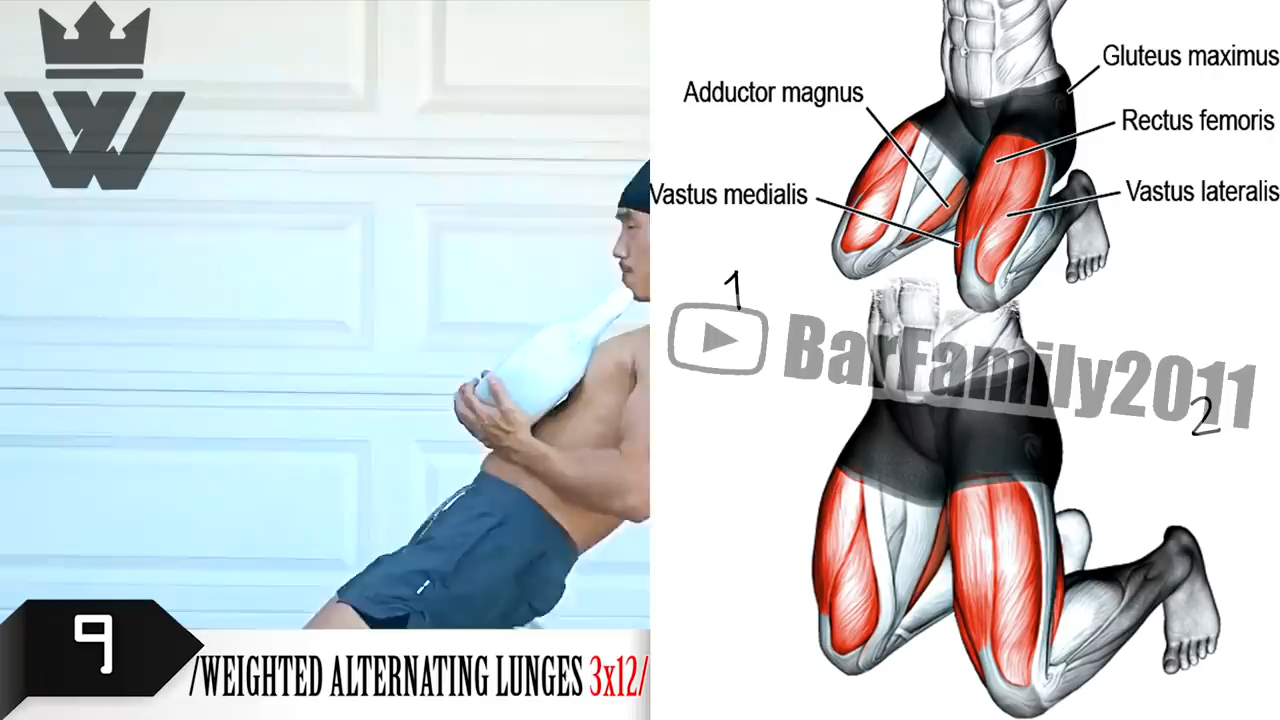 W
Gluteus maximus
Adductor magnus
Rectus femoris
Vastus medialis
Vastus lateralis
1
BarFamily2011
2
9
/WEIGHTED ALTERNATING LUNGES 3x12/